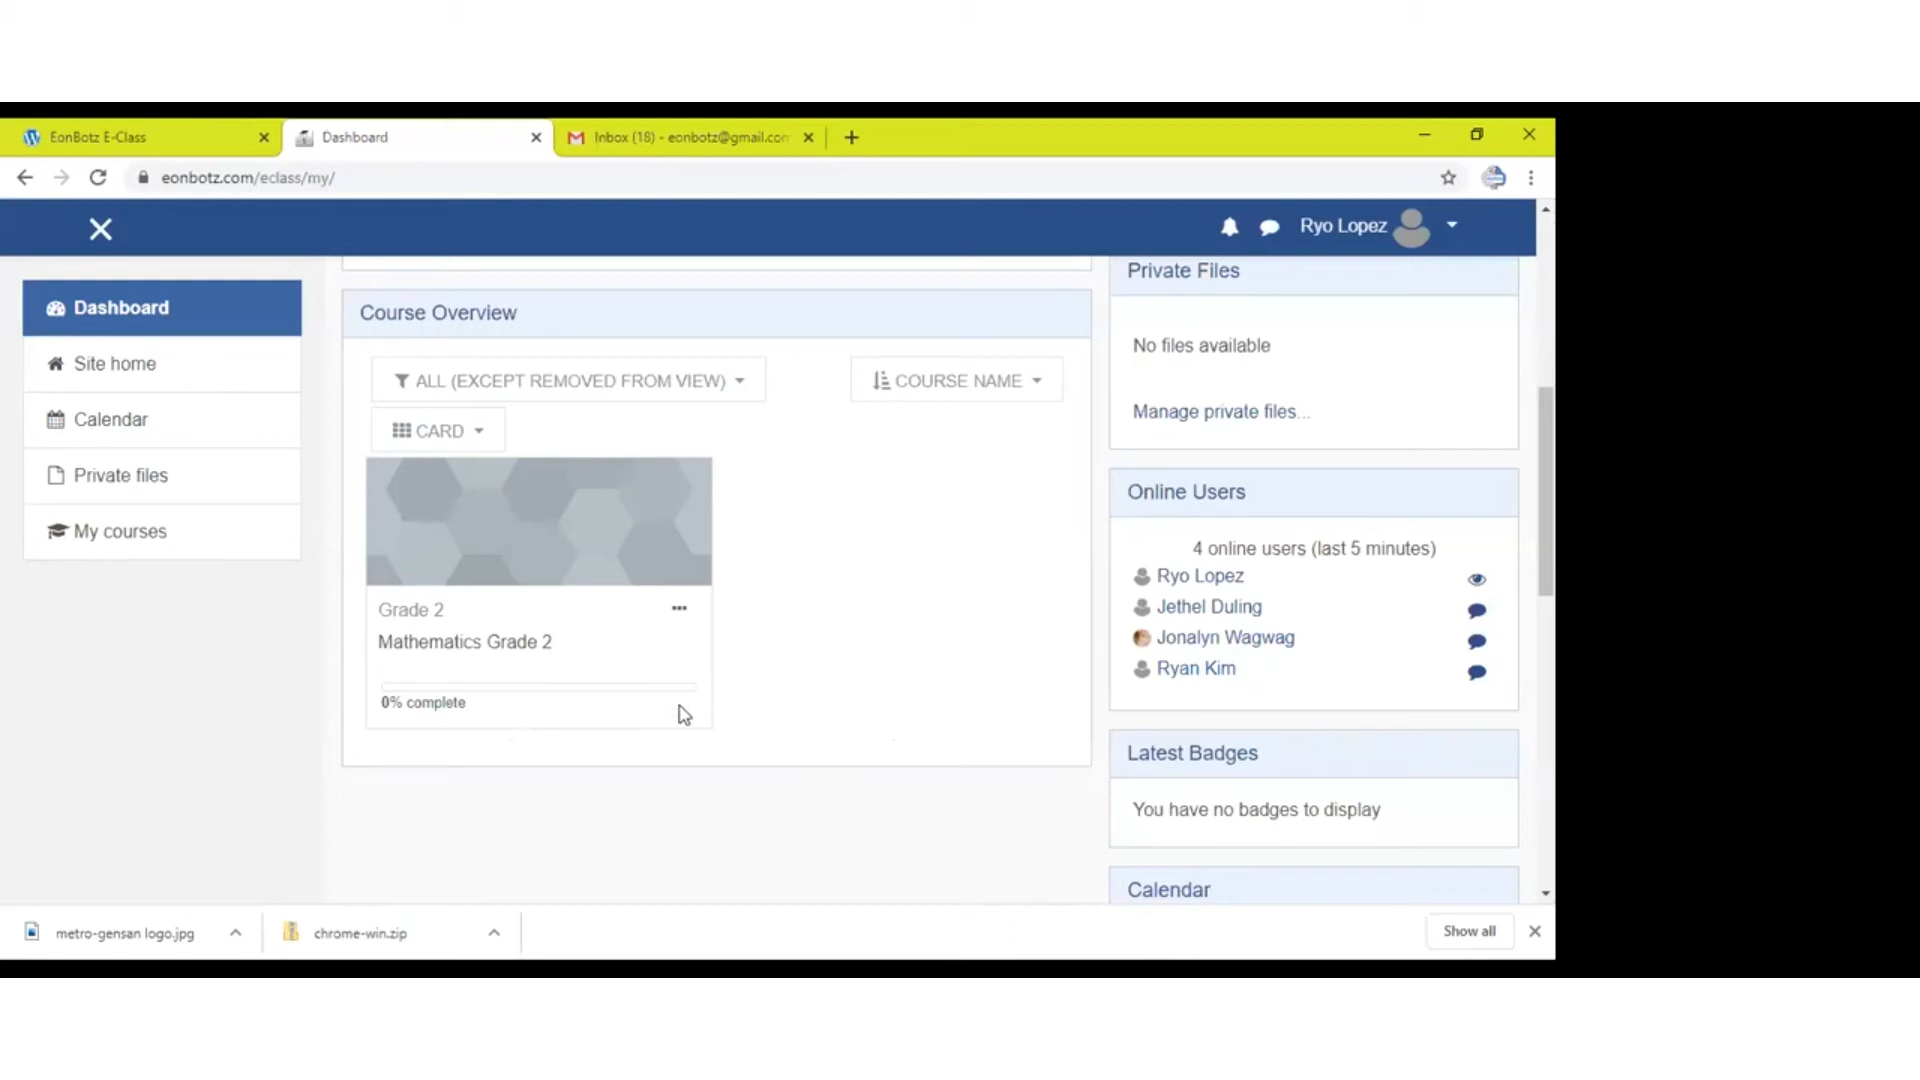 EonBotz E-Class
Dashboard
Inbox (18) - eonbotz@gmail.com
eonbotz.com/eclass/my/
Ryo Lopez
Dashboard
Site home
Calendar
Private files
My courses
Course Overview
ALL (EXCEPT REMOVED FROM VIEW)
COURSE NAME
CARD
Grade 2
Mathematics Grade 2
0% complete
Private Files
No files available
Manage private files...
Online Users
4 online users (last 5 minutes)
Ryo Lopez
Jethel Duling
Jonalyn Wagwag
Ryan Kim
Latest Badges
You have no badges to display
Calendar
metro-gensan logo.jpg
chrome-win.zip
Show all